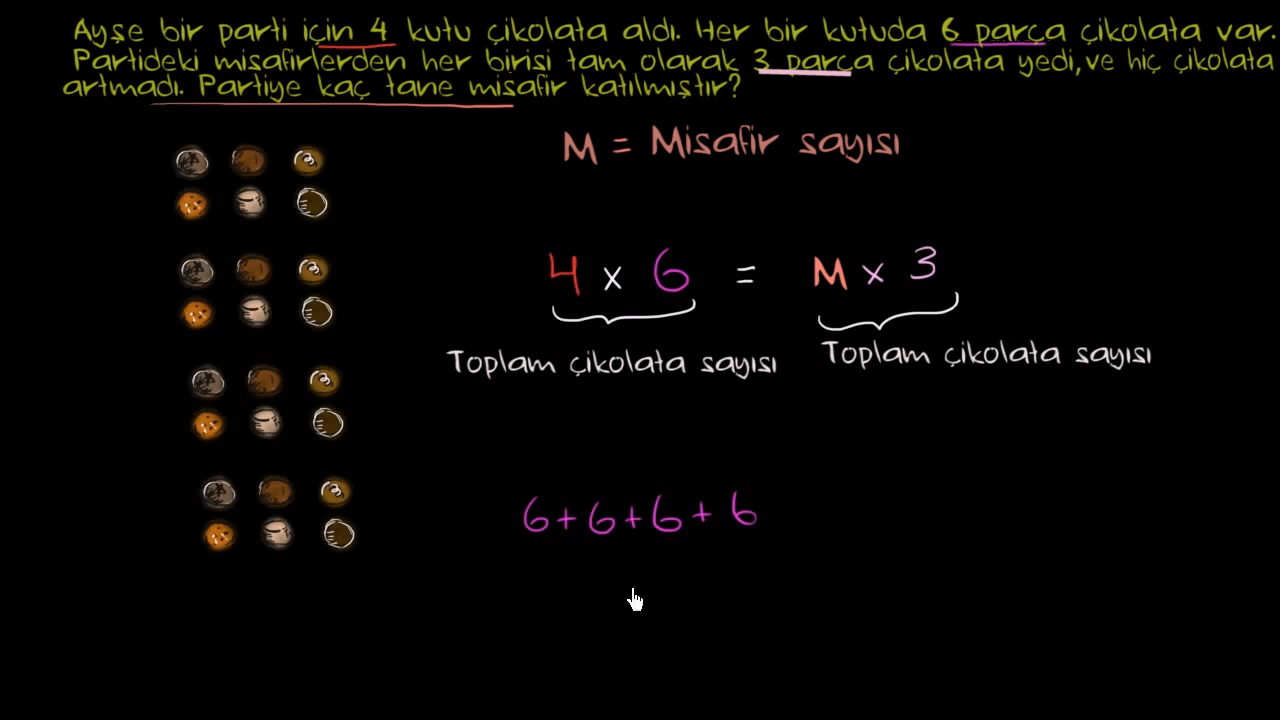 Ayşe bir parti için 4 kutu çikolata aldı. Her bir kutuda 6 parça çikolata var.
Partideki misafirlerden her birisi tam olarak 3 parça çikolata yedi, ve hiç çikolata
artmadı. Partiye kaç tane misafir katılmıştır?
M = Misafir sayısı
4 x 6 = M x 3
Toplam çikolata sayısı Toplam çikolata sayısı
6+6+6+6